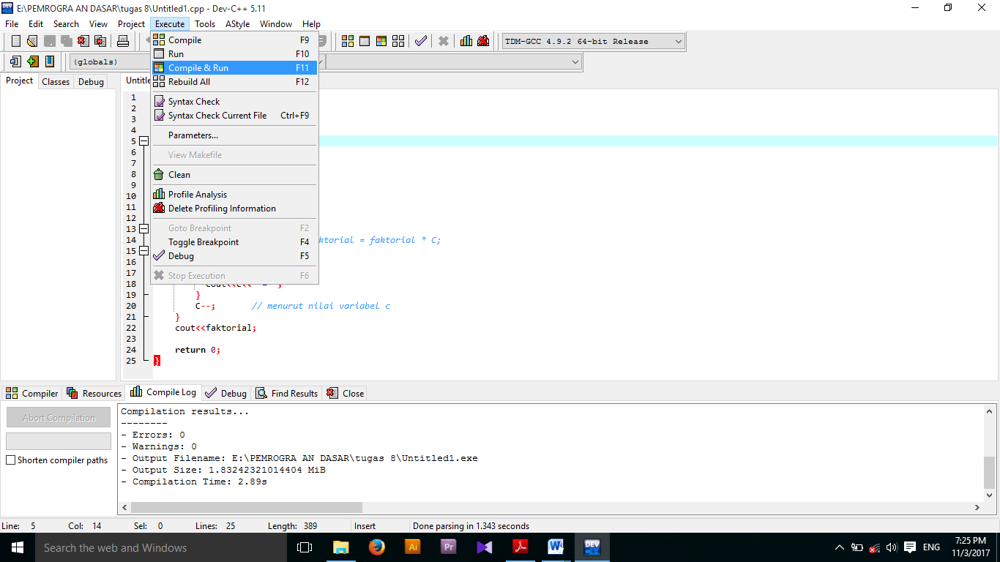 E:\PEMROGRA AN DASAR\tugas 8\Untitled1.cpp - Dev-C++ 5.11
File Edit Search View Project Execute Tools AStyle Window Help
TDM-GCC 4.9.2 64-bit Release
(globals)
Project Classes Debug
Compile F9
Run F10
Compile & Run F11
Rebuild All F12
Syntax Check
Syntax Check Current File Ctrl+F9
Parameters...
View Makefile
Clean
Profile Analysis
Delete Profiling Information
Goto Breakpoint F2
Toggle Breakpoint F4
Debug F5
Stop Execution F6
1
2
3
4
5
6
7
8
9
10
11
12
13
14 = faktorial * C;
15
16
17
18
19 }
20 C--; // menurut nilai variabel c
21 }
22 cout<<faktorial;
23
24 return 0;
25 }
Compiler Resources Compile Log Debug Find Results Close
Abort Compilation
Shorten compiler paths
Compilation results...
--------
- Errors: 0
- Warnings: 0
- Output Filename: E:\PEMROGRA AN DASAR\tugas 8\Untitled1.exe
- Output Size: 1.83242321014404 MiB
- Compilation Time: 2.89s
Line: 5 Col: 14 Sel: 0 Lines: 25 Length: 389 Insert Done parsing in 1.343 seconds
Search the web and Windows
Ai Pr DEV
ENG
7:25 PM
11/3/2017